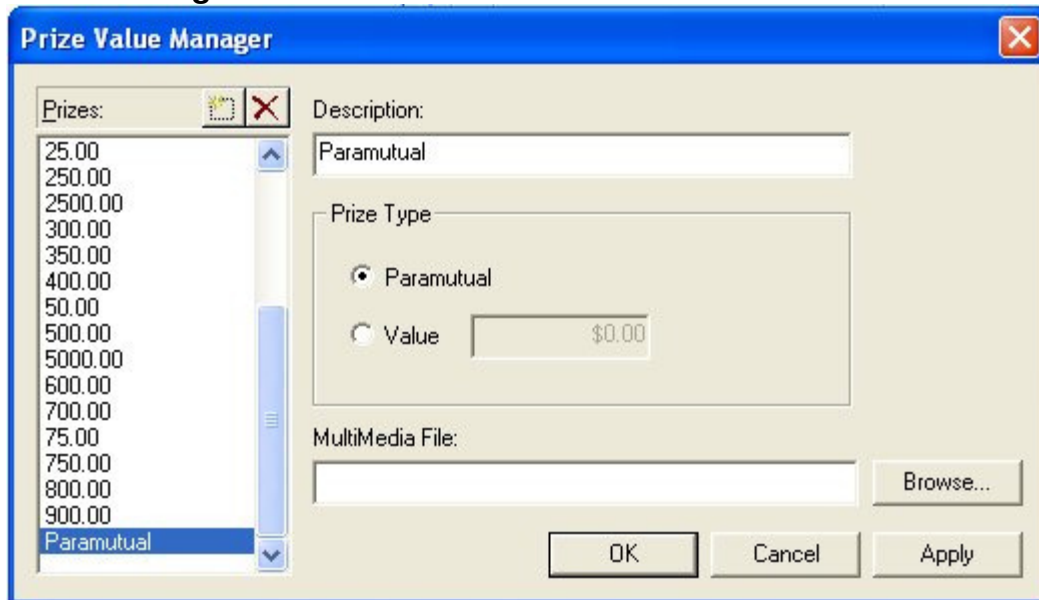 Prize Value Manager
Prizes:
25.00
250.00
2500.00
300.00
350.00
400.00
50.00
500.00
5000.00
600.00
700.00
75.00
750.00
800.00
900.00
Paramutual
Description:
Paramutual
Prize Type
Paramutual
Value $0.00
MultiMedia File:
Browse...
OK Cancel Apply